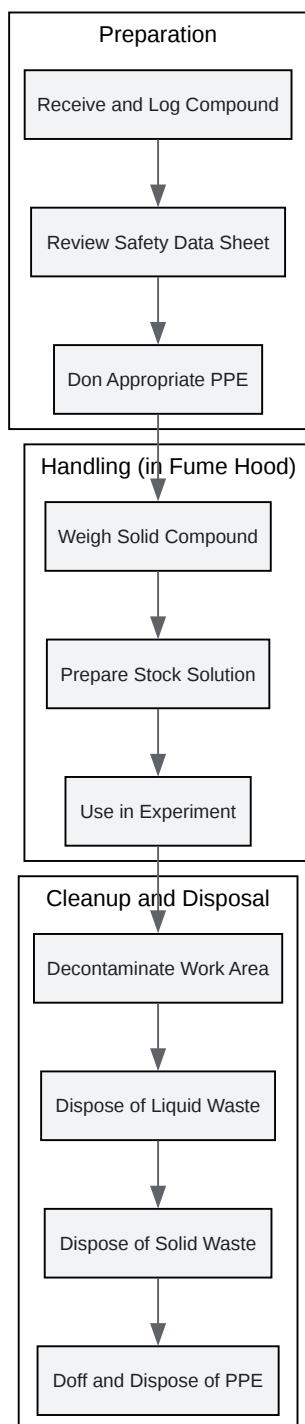 Preparation
Receive and Log Compound
Review Safety Data Sheet
Don Appropriate PPE
Handling (in Fume Hood)
Weigh Solid Compound
Prepare Stock Solution
Use in Experiment
Cleanup and Disposal
Decontaminate Work Area
Dispose of Liquid Waste
Dispose of Solid Waste
Doff and Dispose of PPE